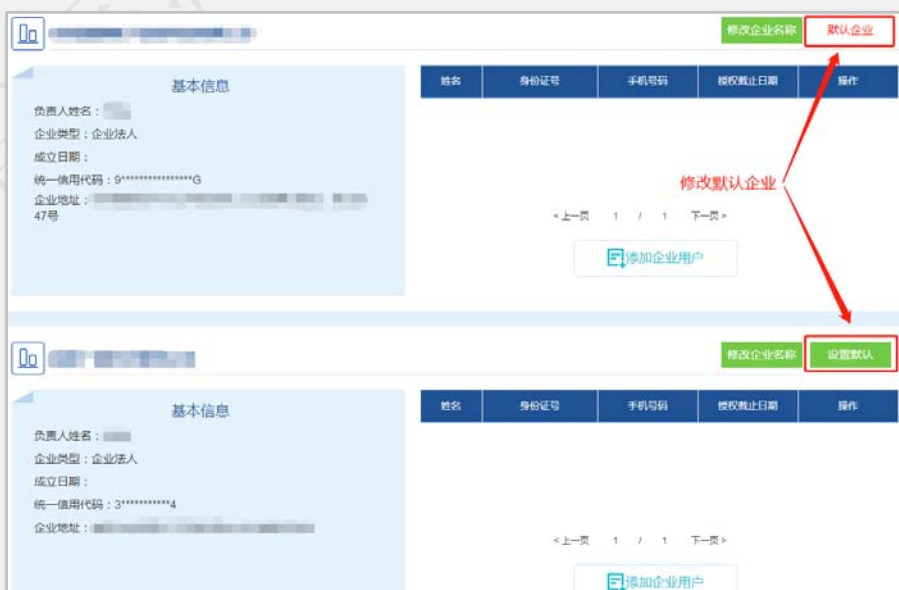 修改企业名称 默认企业
基本信息
负责人姓名：
企业类型：企业法人
成立日期：
统一信用代码：9****************G
企业地址：
47号
姓名 身份证号 手机号码 授权截止日期 操作
修改默认企业
<上一页 1 / 1 下一页>
添加企业用户
修改企业名称 设置默认
基本信息
负责人姓名：
企业类型：企业法人
成立日期：
统一信用代码：3***********4
企业地址：
姓名 身份证号 手机号码 授权截止日期 操作
<上一页 1 / 1 下一页>
添加企业用户